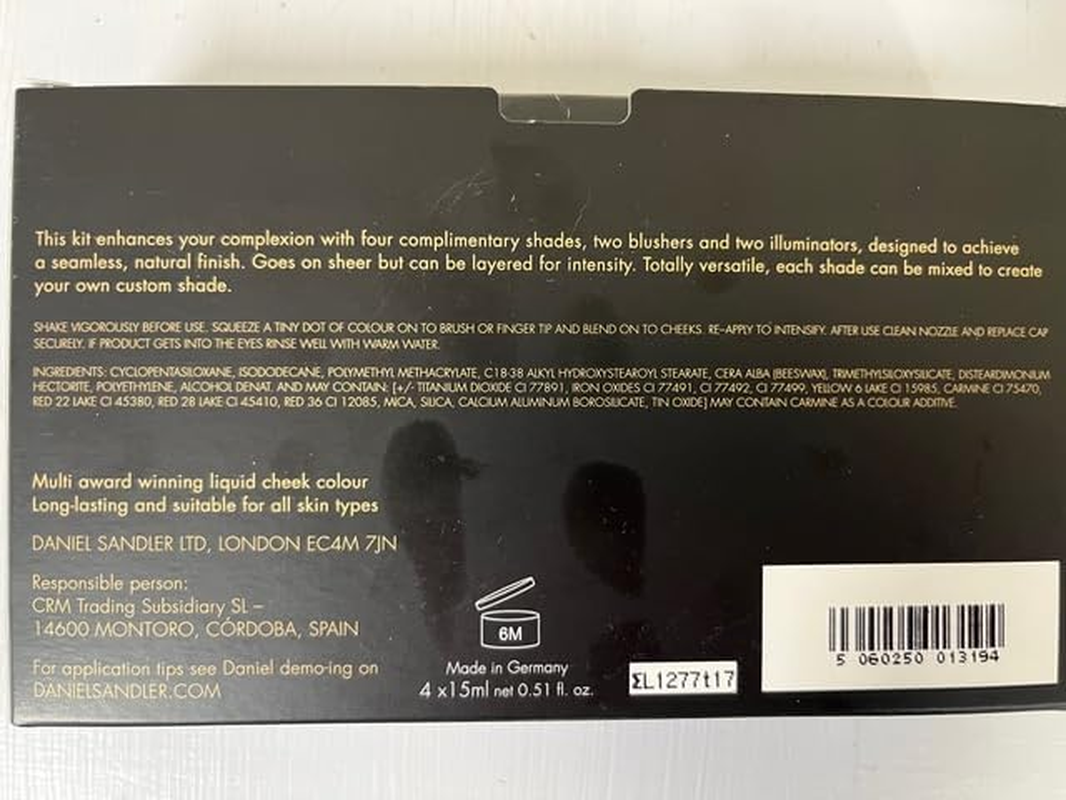 This kit enhances your complexion with four complimentary shades, two blushers and two illuminators, designed to achieve
a seamless, natural finish. Goes on sheer but can be layered for intensity. Totally versatile, each shade can be mixed to create
your own custom shade.
SHAKE VIGOROUSLY BEFORE USE. SQUEEZE A TINY DOT OF COLOUR ON TO BRUSH OR FINGER TIP AND BLEND ON TO CHEEKS. RE-APPLY TO INTENSIFY. AFTER USE CLEAN NOZZLE AND REPLACE CAP
SECURELY. IF PRODUCT GETS INTO THE EYES RINSE WELL WITH WARM WATER.
INGREDIENTS: CYCLOPENTASILOXANE, ISODODECANE, POLYMETHYL METHACRYLATE, C18-38 ALKYL HYDROXYSTEAROYL STEARATE, CERA ALBA (BEESWAX), TRIMETHYLSILOXYSILICATE, DISTEARDIMONIUM
HECTORITE, POLYETHYLENE, ALCOHOL DENAT. AND MAY CONTAIN: [+/- TITANIUM DIOXIDE CI 77891, IRON OXIDES CI 77491, CI 77492, CI 77499, YELLOW 6 LAKE CI 15985, CARMINE CI 75470,
RED 22 LAKE CI 45380, RED 28 LAKE CI 45410, RED 36 CI 12085, MICA, SILICA, CALCIUM ALUMINUM BOROSILICATE, TIN OXIDE] MAY CONTAIN CARMINE AS A COLOUR ADDITIVE.
Multi award winning liquid cheek colour
Long-lasting and suitable for all skin types
DANIEL SANDLER LTD, LONDON EC4M 7JN
Responsible person:
CRM Trading Subsidiary SL –
14600 MONTORO, CÓRDOBA, SPAIN
For application tips see Daniel demo-ing on
DANIELSANDLER.COM
6M
Made in Germany
4 x15ml net 0.51 fl. oz.
ΣL1277t17
5 060250 013194